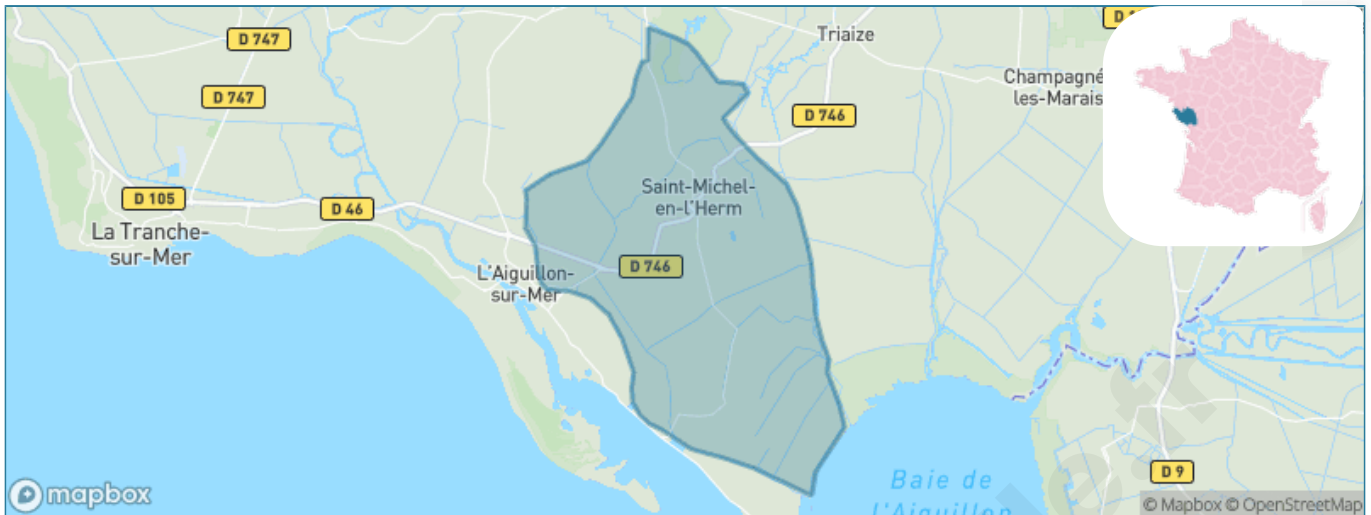 D 747
Triaize
D 747
Champagné
les-Marais
D 746
Saint-Michel-
en-l'Herm
D 105
D 46
La Tranche-
sur-Mer
D 746
L'Aiguillon-
sur-Mer
D 9
Baie de
l'Aiguillon
mapbox
© Mapbox © OpenStreetMap